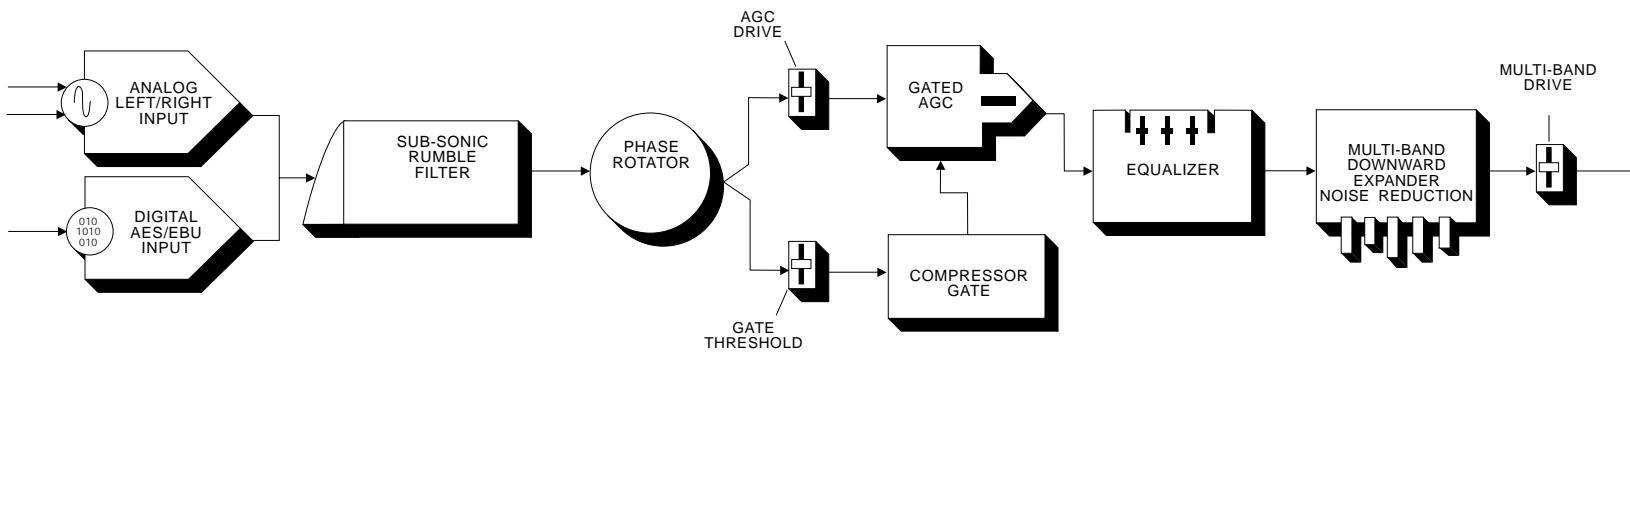 ANALOG
LEFT/RIGHT
INPUT
010
1010
010
DIGITAL
AES/EBU
INPUT
SUB-SONIC
RUMBLE
FILTER
PHASE
ROTATOR
AGC
DRIVE
GATE
THRESHOLD
GATED
AGC
COMPRESSOR
GATE
EQUALIZER
MULTI-BAND
DOWNWARD
EXPANDER
NOISE REDUCTION
MULTI-BAND
DRIVE